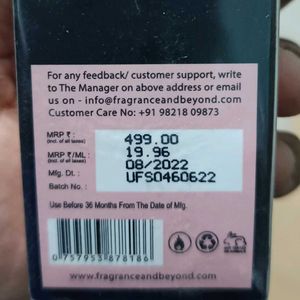 For any feedback/ customer support, write
to The Manager on above address or email
us on - info@fragranceandbeyond.com
Customer Care No: +91 98218 09873
MRP ₹ : 499.00
(Incl. of all taxes)
MRP ₹/ML : 19.96
(Incl. of all taxes)
Mfg. Dt. : 08/2022
Batch No. : UFS0460622
Use Before 36 Months From The Date of Mfg.
0 757953 878186
www.fragranceandbeyond.com